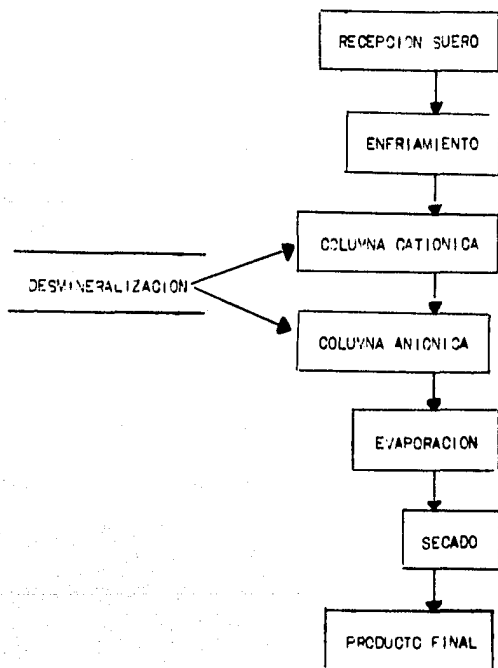 RECEPCION SUERO
ENFRIAMIENTO
COLUMNA CATIONICA
DESMINERALIZACION
COLUMNA ANIONICA
EVAPORACION
SECADO
PRODUCTO FINAL